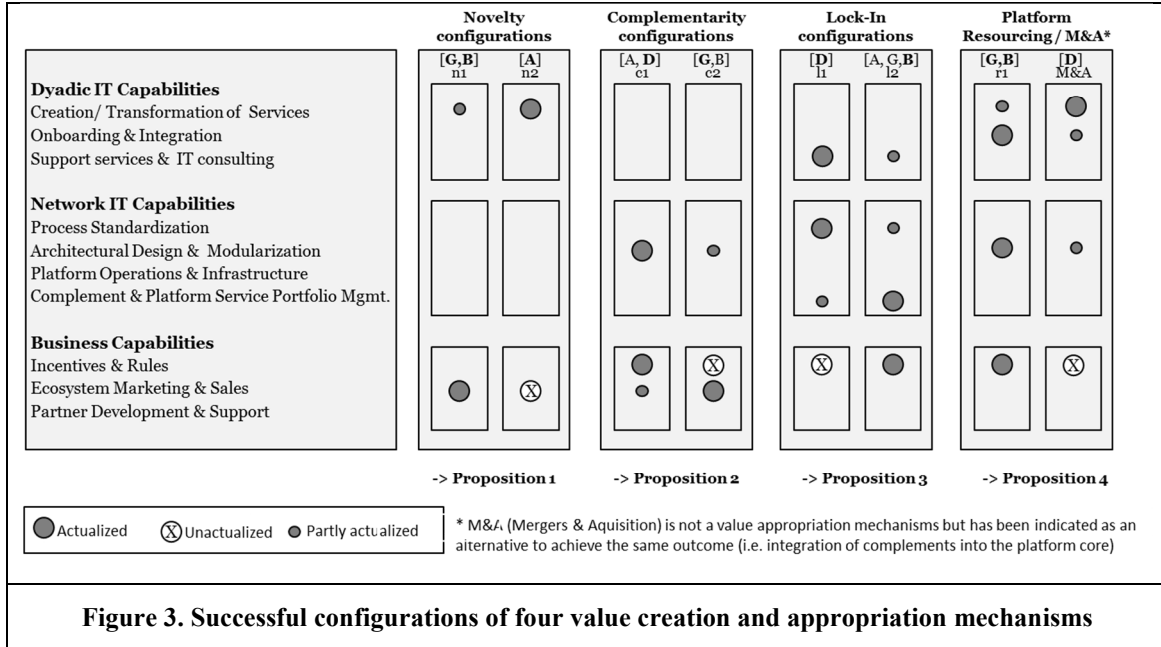 Novelty configurations
Complementarity configurations
Lock-In configurations
Platform Resourcing / M&A*
[G,B] n1
[A] n2
[A, D] c1
[G,B] c2
[D] l1
[A, G,B] l2
[G,B] r1
[D] M&A
Dyadic IT Capabilities
Creation/ Transformation of Services
Onboarding & Integration
Support services & IT consulting
Network IT Capabilities
Process Standardization
Architectural Design & Modularization
Platform Operations & Infrastructure
Complement & Platform Service Portfolio Mgmt.
Business Capabilities
Incentives & Rules
X
X
X
Ecosystem Marketing & Sales
X
Partner Development & Support
-> Proposition 1
-> Proposition 2
-> Proposition 3
-> Proposition 4
Actualized
X Unactualized
Partly actualized
* M&A (Mergers & Aquisition) is not a value appropriation mechanisms but has been indicated as an
alternative to achieve the same outcome (i.e. integration of complements into the platform core)
Figure 3. Successful configurations of four value creation and appropriation mechanisms